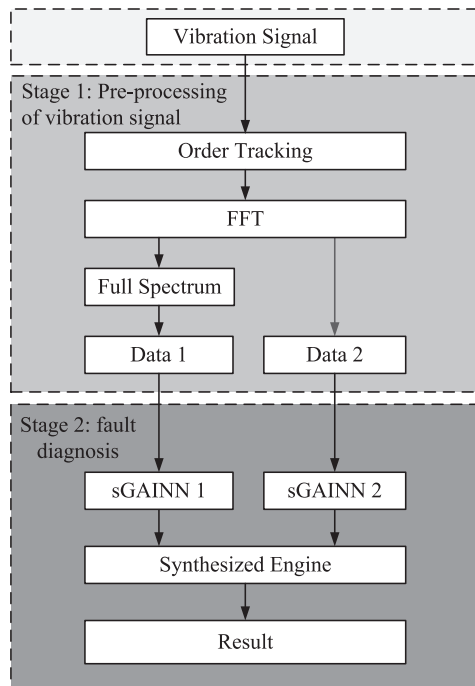 Vibration Signal
Stage 1: Pre-processing
of vibration signal
Order Tracking
FFT
Full Spectrum
Data 1
Data 2
Stage 2: fault
diagnosis
sGAINN 1
sGAINN 2
Synthesized Engine
Result